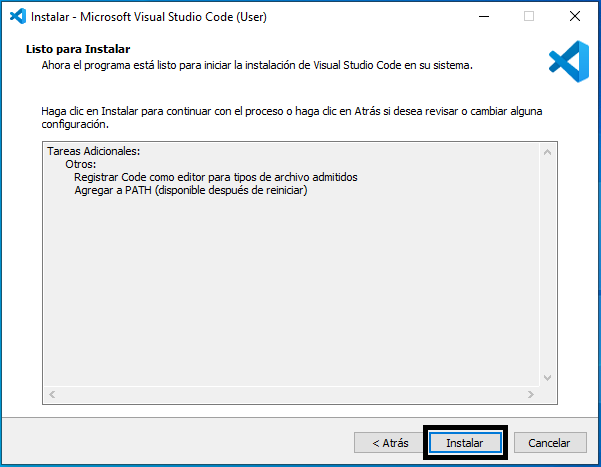 Instalar - Microsoft Visual Studio Code (User)
Listo para Instalar
Ahora el programa está listo para iniciar la instalación de Visual Studio Code en su sistema.
Haga clic en Instalar para continuar con el proceso o haga clic en Atrás si desea revisar o cambiar alguna
configuración.
Tareas Adicionales:
Otros:
Registrar Code como editor para tipos de archivo admitidos
Agregar a PATH (disponible después de reiniciar)
< Atrás
Instalar
Cancelar